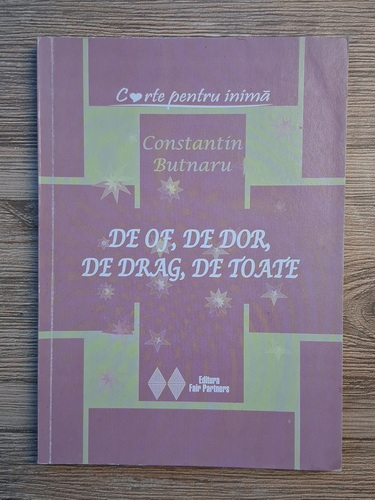 C♥rte pentru inimă
Constantin
Butnaru
DE OF, DE DOR,
DE DRAG, DE TOATE
Editura
Fair Partners